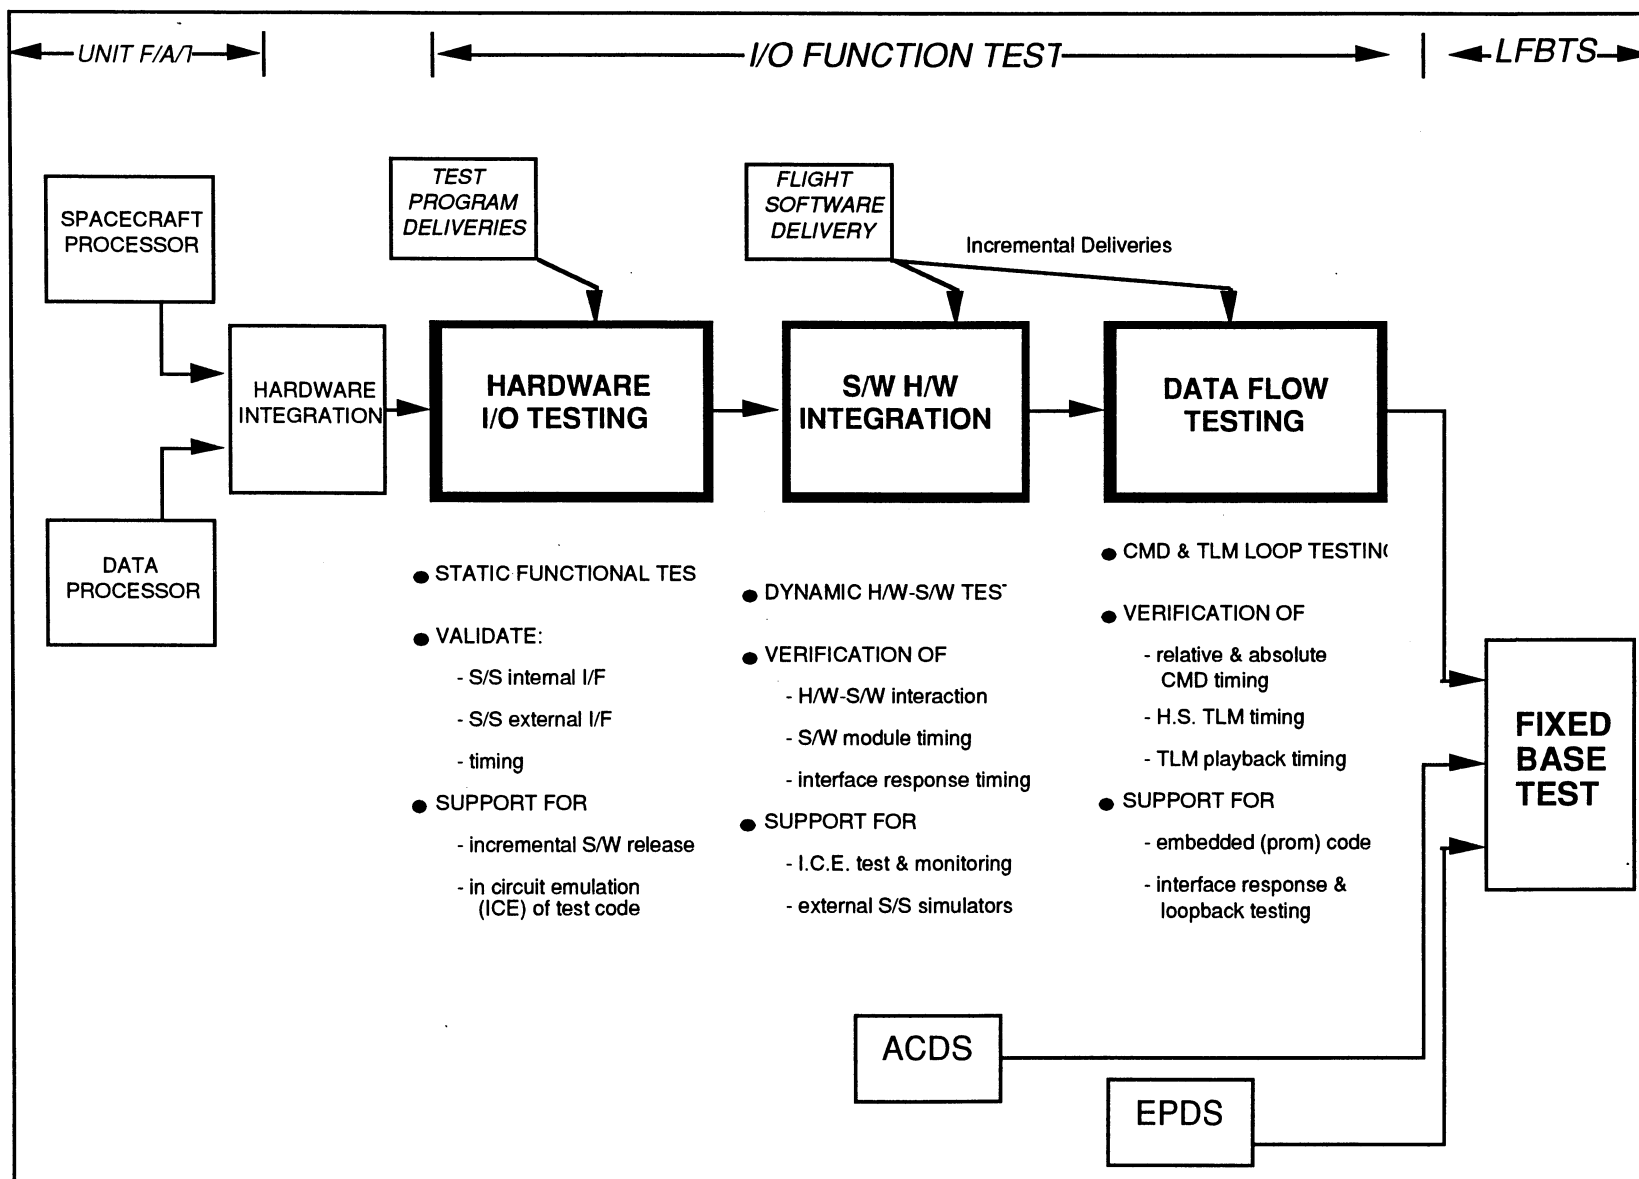 UNIT F/A/T
I/O FUNCTION TEST
LFBTS
SPACECRAFT
PROCESSOR
TEST
PROGRAM
DELIVERIES
FLIGHT
SOFTWARE
DELIVERY
Incremental Deliveries
HARDWARE
INTEGRATION
HARDWARE
I/O TESTING
S/W H/W
INTEGRATION
DATA FLOW
TESTING
DATA
PROCESSOR
● STATIC FUNCTIONAL TES
● VALIDATE:
- S/S internal I/F
- S/S external I/F
- timing
● SUPPORT FOR
- incremental S/W release
- in circuit emulation
(ICE) of test code
● DYNAMIC H/W-S/W TEST
● VERIFICATION OF
- H/W-S/W interaction
- S/W module timing
- interface response timing
● SUPPORT FOR
- I.C.E. test & monitoring
- external S/S simulators
● CMD & TLM LOOP TESTING
● VERIFICATION OF
- relative & absolute
CMD timing
- H.S. TLM timing
- TLM playback timing
● SUPPORT FOR
- embedded (prom) code
- interface response &
loopback testing
FIXED
BASE
TEST
ACDS
EPDS